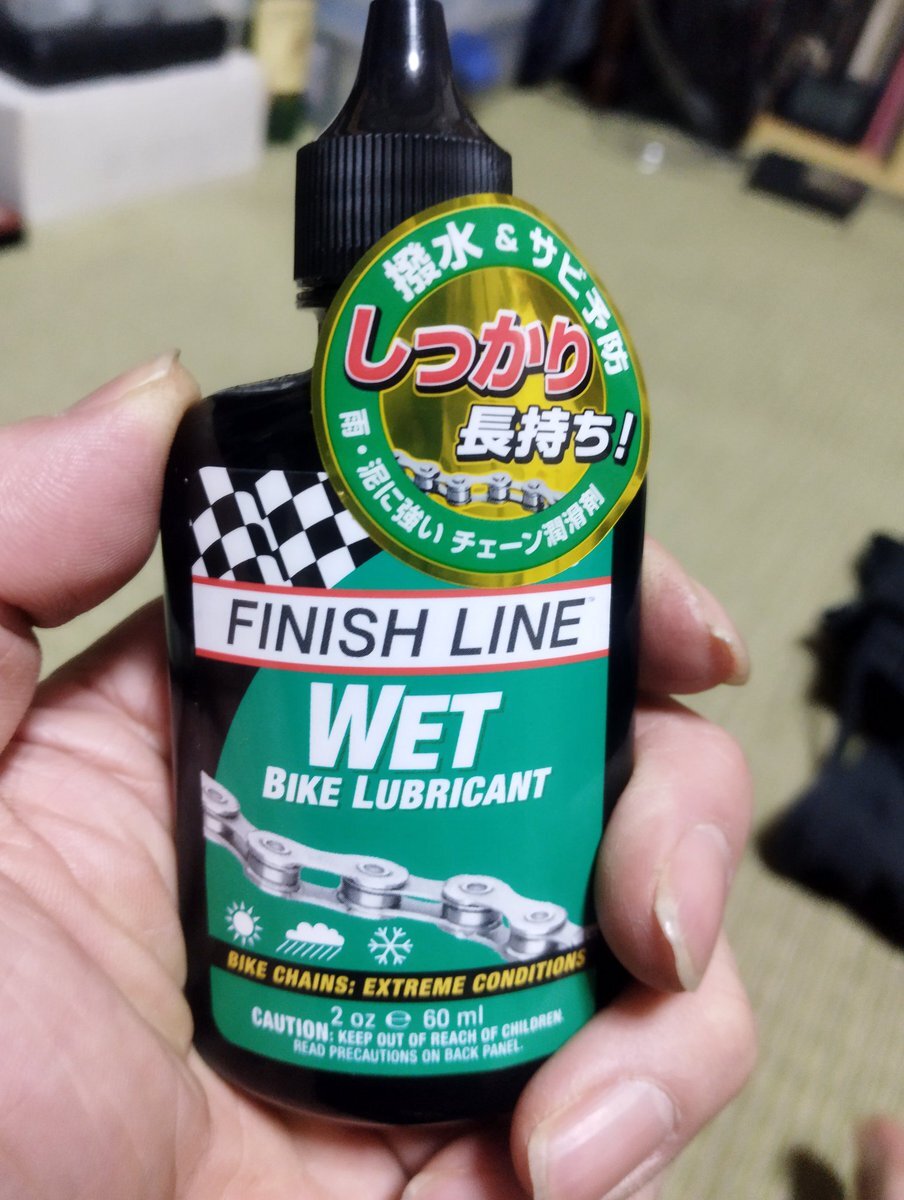 撥水&サビ予防
しっかり
長持ち!
雨・泥に強い チェーン潤滑剤
FINISH LINE™
WET
BIKE LUBRICANT
BIKE CHAINS: EXTREME CONDITIONS
2 oz ℮ 60 ml
CAUTION: KEEP OUT OF REACH OF CHILDREN.
READ PRECAUTIONS ON BACK PANEL.